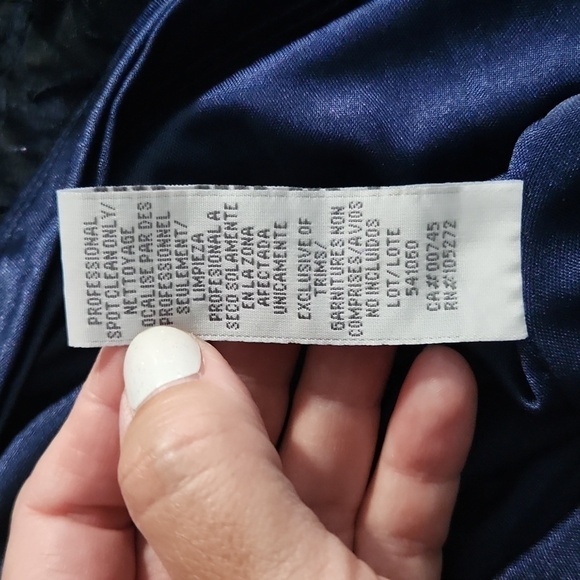 PROFESSIONAL
SPOT CLEAN ONLY/
NETTOYAGE
LOCALISE PAR DES
PROFESSIONNEL
SEULEMENT/
LIMPIEZA
PROFESIONAL A
SECO SOLAMENTE
EN LA ZONA
AFECTADA
UNICAMENTE
EXCLUSIVE OF
TRIMS/
GARNITURES NON
COMPRISES/AVIOS
NO INCLUIDOS
LOT/ LOTE
541060
CA#:00745
RN#:105272